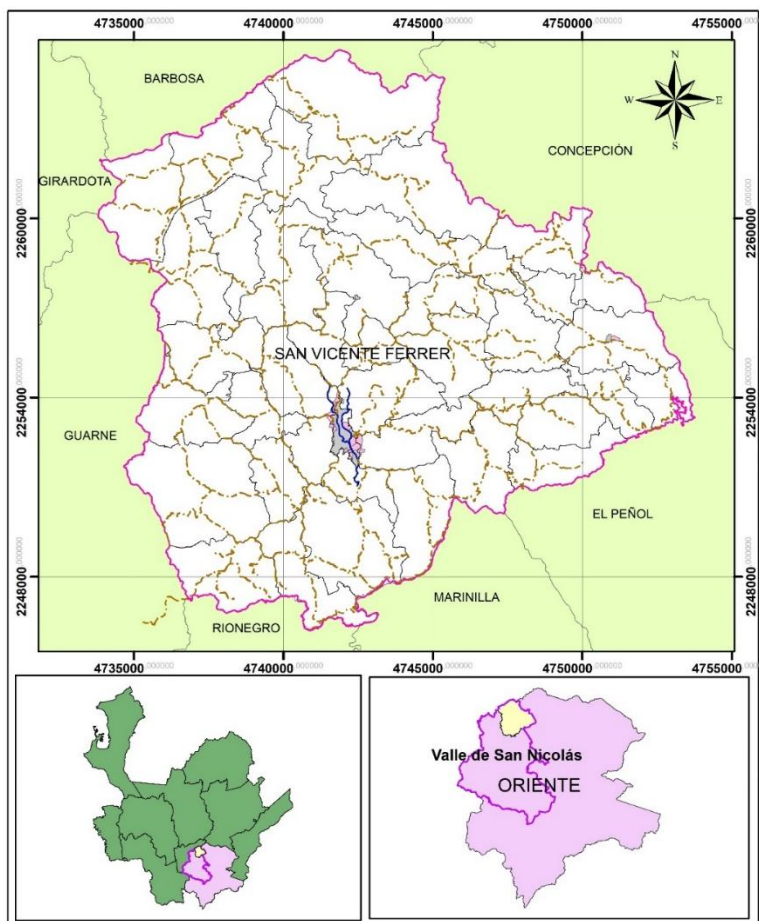 4735000,000000 4740000,000000 4745000,000000 4750000,000000 4755000,000000
BARBOSA
N
W E
S
CONCEPCIÓN
GIRARDOTA
2260000,000000 2260000,000000
SAN VICENTE FERRER
2254000,000000 2254000,000000
GUARNE
EL PEÑOL
2248000,000000 2248000,000000
MARINILLA
RIONEGRO
4735000,000000 4740000,000000 4745000,000000 4750000,000000 4755000,000000
Valle de San Nicolás
ORIENTE